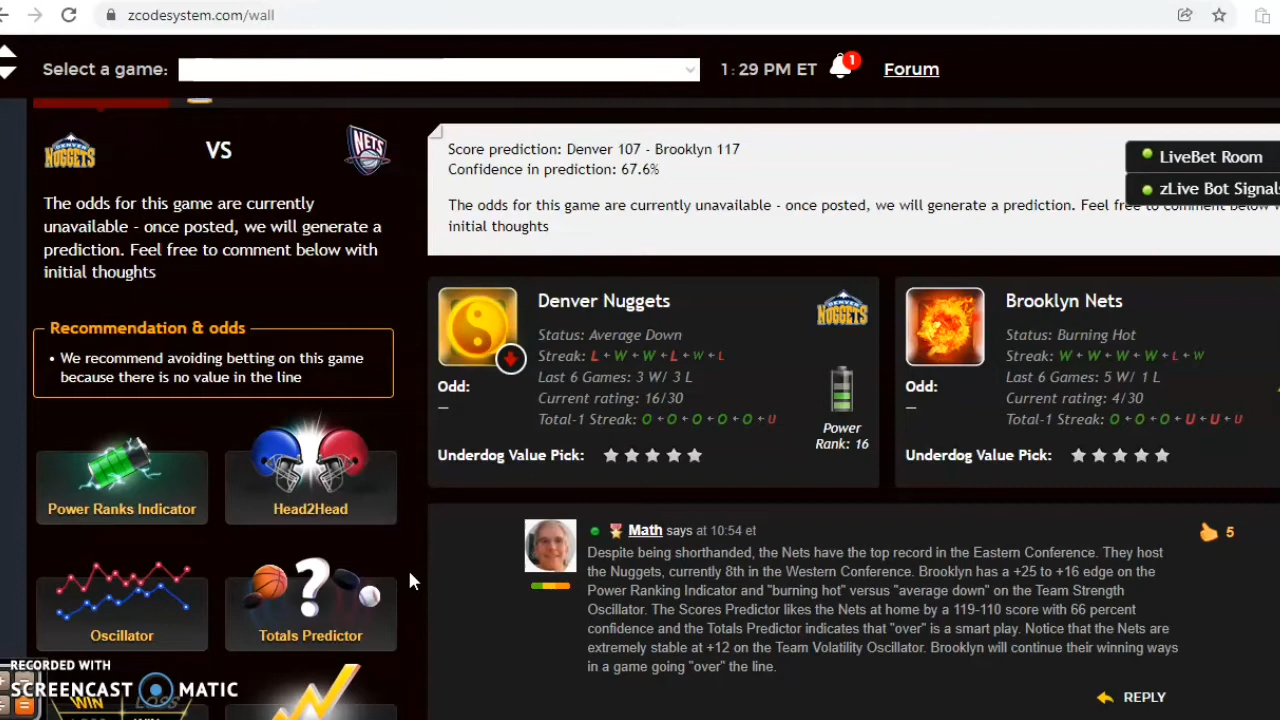 zcodesystem.com/wall
Select a game:
1:29 PM ET
1
Forum
DENVER
NUGGETS
VS
NETS
The odds for this game are currently
unavailable - once posted, we will generate a
prediction. Feel free to comment below with
initial thoughts
Recommendation & odds
• We recommend avoiding betting on this game
because there is no value in the line
Power Ranks Indicator
Head2Head
Oscillator
Totals Predictor
RECORDED WITH
SCREENCAST MATIC
WIN
LOSS
Score prediction: Denver 107 - Brooklyn 117
Confidence in prediction: 67.6%
The odds for this game are currently unavailable - once posted, we will generate a prediction. Feel free to comment below
initial thoughts
LiveBet Room
zLive Bot Signals
Denver Nuggets
DENVER
NUGGETS
Status: Average Down
Streak: L ← W ← W ← L ← W ← L
Last 6 Games: 3 W/ 3 L
Odd:
Current rating: 16/30
—
Total-1 Streak: O ← O ← O ← O ← O ← U
Power
Rank: 16
Underdog Value Pick:
Brooklyn Nets
Status: Burning Hot
Streak: W ← W ← W ← W ← L ← W
Last 6 Games: 5 W/ 1 L
Odd:
Current rating: 4/30
—
Total-1 Streak: O ← O ← O ← U ← U ← U
Underdog Value Pick:
Math says at 10:54 et
5
Despite being shorthanded, the Nets have the top record in the Eastern Conference. They host
the Nuggets, currently 8th in the Western Conference. Brooklyn has a +25 to +16 edge on the
Power Ranking Indicator and "burning hot" versus "average down" on the Team Strength
Oscillator. The Scores Predictor likes the Nets at home by a 119-110 score with 66 percent
confidence and the Totals Predictor indicates that "over" is a smart play. Notice that the Nets are
extremely stable at +12 on the Team Volatility Oscillator. Brooklyn will continue their winning ways
in a game going "over" the line.
REPLY